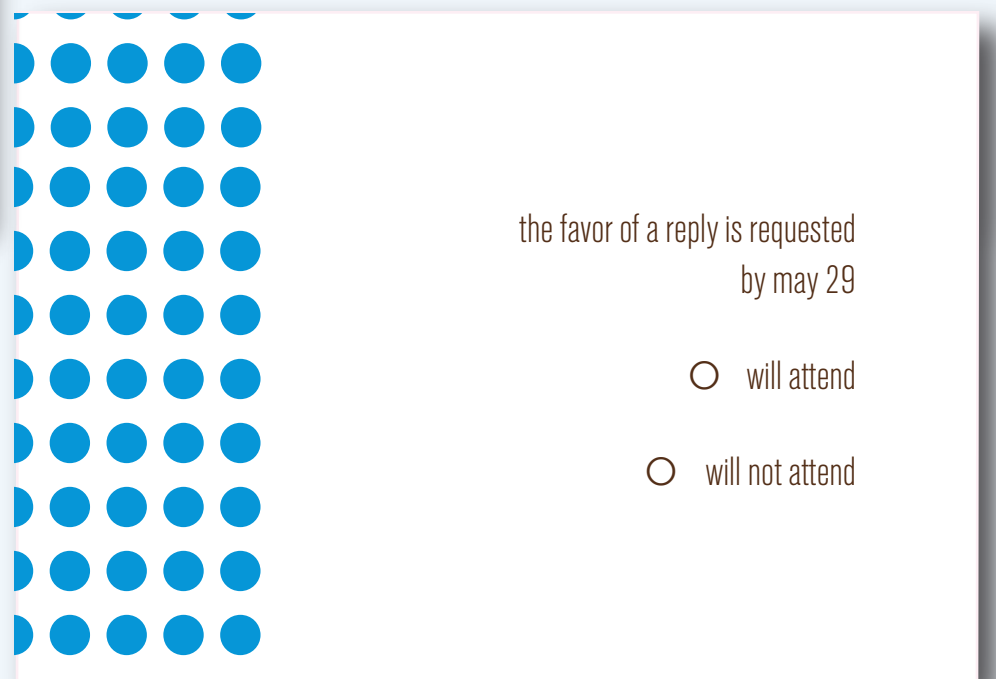 the favor of a reply is requested
by may 29
will attend
will not attend